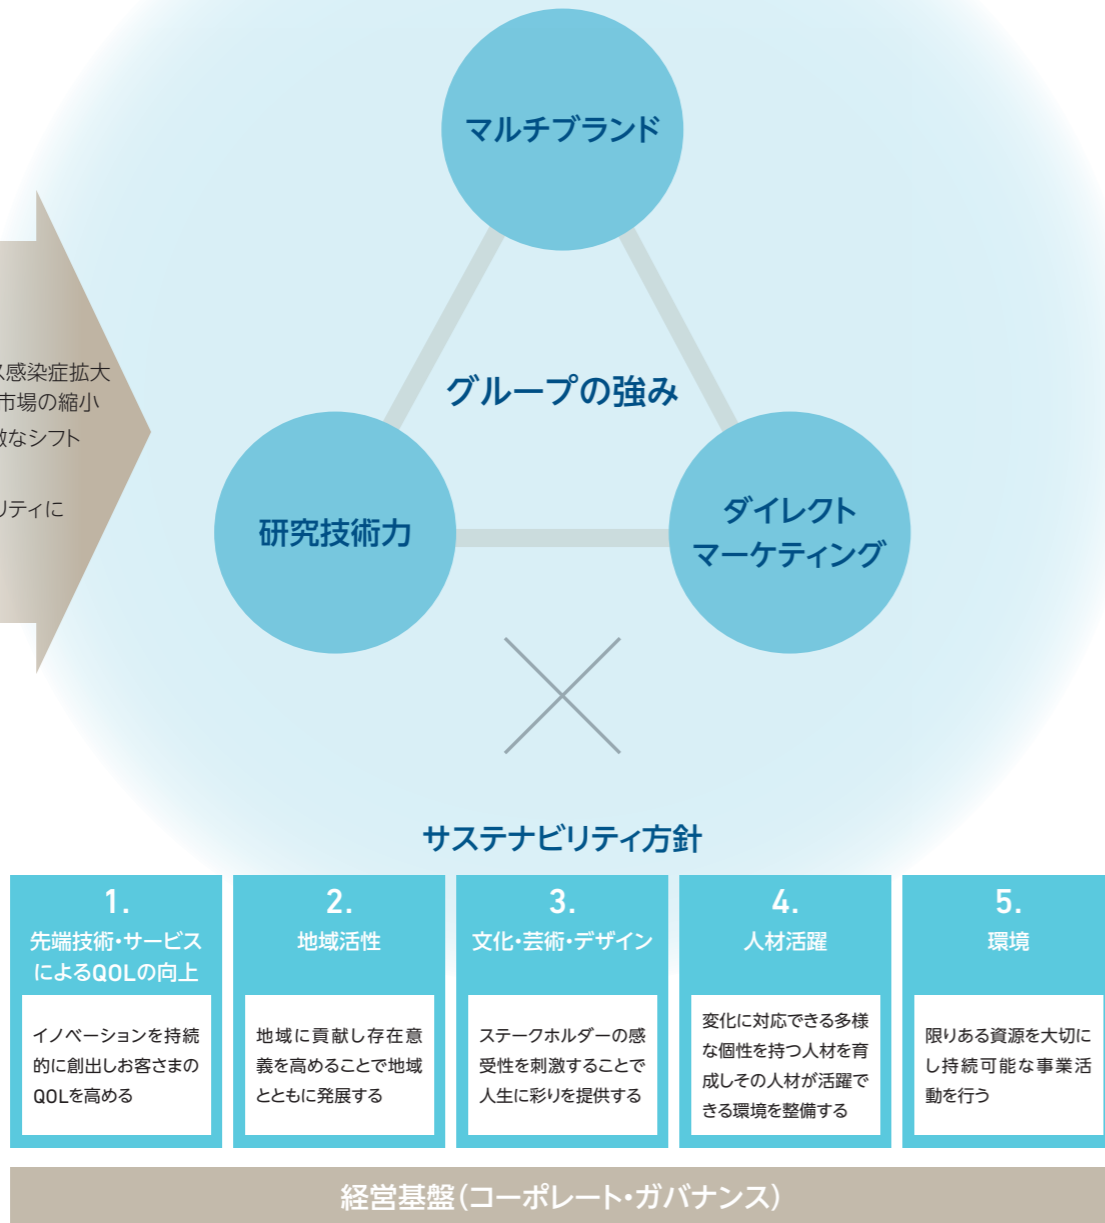 マルチブランド
ス感染症拡大
市場の縮小
なシフト
リティに
グループの強み
研究技術力
ダイレクト
マーケティング
サステナビリティ方針
1.
先端技術・サービス
によるQOLの向上
イノベーションを持続
的に創出しお客さまの
QOLを高める
2.
地域活性
地域に貢献し存在意
義を高めることで地域
とともに発展する
3.
文化・芸術・デザイン
ステークホルダーの感
受性を刺激することで
人生に彩りを提供する
4.
人材活躍
変化に対応できる多様
な個性を持つ人材を育
成しその人材が活躍で
きる環境を整備する
5.
環境
限りある資源を大切に
し持続可能な事業活
動を行う
経営基盤(コーポレート・ガバナンス)